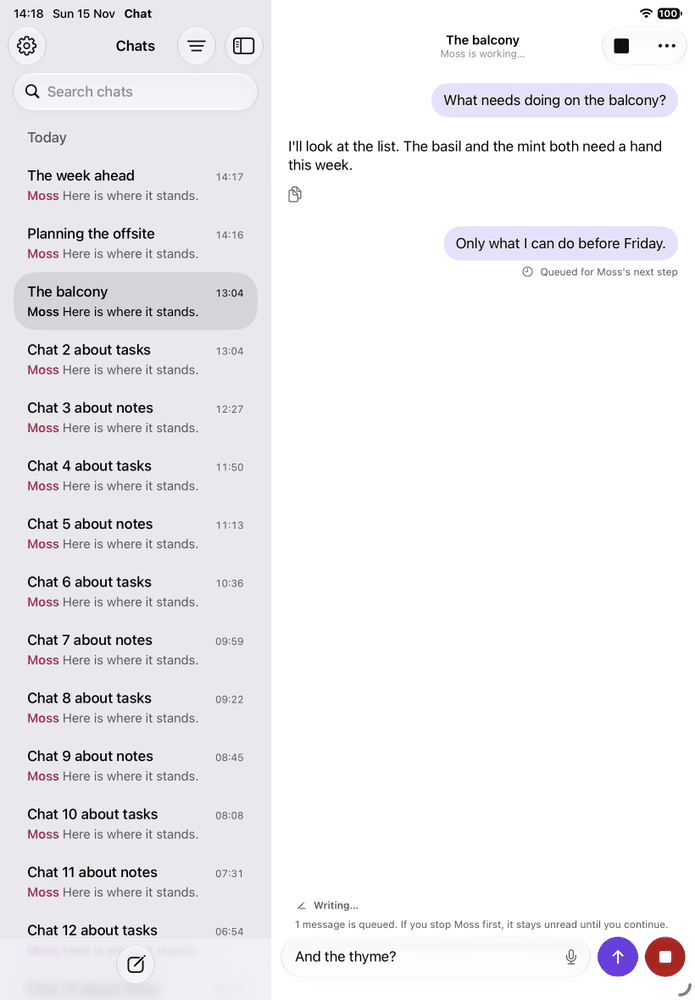 14:18 Sun 15 Nov Chat
100
Chats
Search chats
Today
The week ahead 14:17
Moss Here is where it stands.
Planning the offsite 14:16
Moss Here is where it stands.
The balcony 13:04
Moss Here is where it stands.
Chat 2 about tasks 13:04
Moss Here is where it stands.
Chat 3 about notes 12:27
Moss Here is where it stands.
Chat 4 about tasks 11:50
Moss Here is where it stands.
Chat 5 about notes 11:13
Moss Here is where it stands.
Chat 6 about tasks 10:36
Moss Here is where it stands.
Chat 7 about notes 09:59
Moss Here is where it stands.
Chat 8 about tasks 09:22
Moss Here is where it stands.
Chat 9 about notes 08:45
Moss Here is where it stands.
Chat 10 about tasks 08:08
Moss Here is where it stands.
Chat 11 about notes 07:31
Moss Here is where it stands.
Chat 12 about tasks 06:54
The balcony
Moss is working...
What needs doing on the balcony?
I'll look at the list. The basil and the mint both need a hand
this week.
Only what I can do before Friday.
Queued for Moss's next step
Writing...
1 message is queued. If you stop Moss first, it stays unread until you continue.
And the thyme?